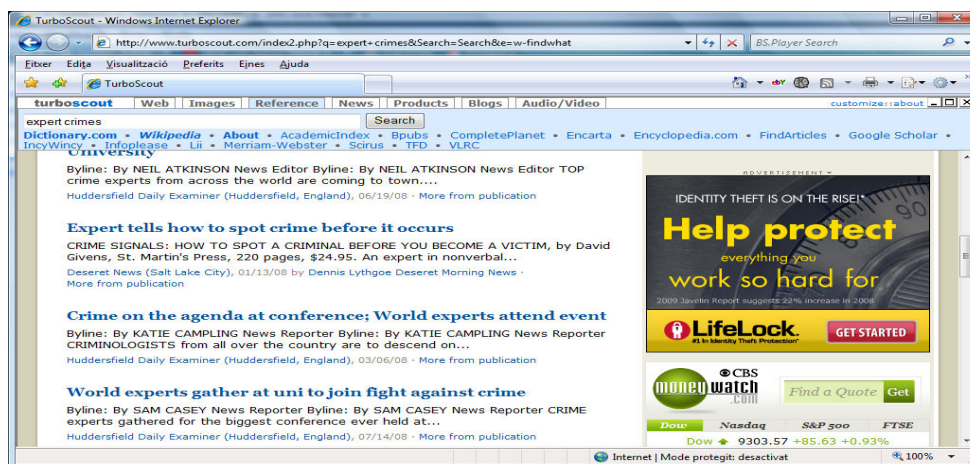 TurboScout - Windows Internet Explorer
http://www.turboscout.com/index2.php?q=expert+crimes&Search=Search&e=w-findwhat
BS.Player Search
Fitxer Edita Visualització Preferits Eines Ajuda
TurboScout
turboscout Web Images Reference News Products Blogs Audio/Video customize::about
expert crimes Search
Dictionary.com • Wikipedia • About • AcademicIndex • Bpubs • CompletePlanet • Encarta • Encyclopedia.com • FindArticles • Google Scholar •
IncyWincy • Infoplease • Lii • Merriam-Webster • Scirus • TFD • VLRC
University
Byline: By NEIL ATKINSON News Editor Byline: By NEIL ATKINSON News Editor TOP
crime experts from across the world are coming to town....
Huddersfield Daily Examiner (Huddersfield, England), 06/19/08 · More from publication
Expert tells how to spot crime before it occurs
CRIME SIGNALS: HOW TO SPOT A CRIMINAL BEFORE YOU BECOME A VICTIM, by David
Givens, St. Martin's Press, 220 pages, $24.95. An expert in nonverbal...
Deseret News (Salt Lake City), 01/13/08 by Dennis Lythgoe Deseret Morning News ·
More from publication
Crime on the agenda at conference; World experts attend event
Byline: By KATIE CAMPLING News Reporter Byline: By KATIE CAMPLING News Reporter
CRIMINOLOGISTS from all over the country are to descend on...
Huddersfield Daily Examiner (Huddersfield, England), 03/06/08 · More from publication
World experts gather at uni to join fight against crime
Byline: By SAM CASEY News Reporter Byline: By SAM CASEY News Reporter CRIME
experts gathered for the biggest conference ever held at...
Huddersfield Daily Examiner (Huddersfield, England), 07/14/08 · More from publication
ADVERTISEMENT
IDENTITY THEFT IS ON THE RISE!*
Help protect
everything you
work so hard for
2009 Javelin Report suggests 22% increase in 2008
LifeLock.
#1 In Identity Theft Protection
GET STARTED
CBS
moneywatch
.com
Find a Quote Get
Dow Nasdaq S&P 500 FTSE
Dow 9303.57 +85.63 +0.93%
Internet | Mode protegit: desactivat 100%